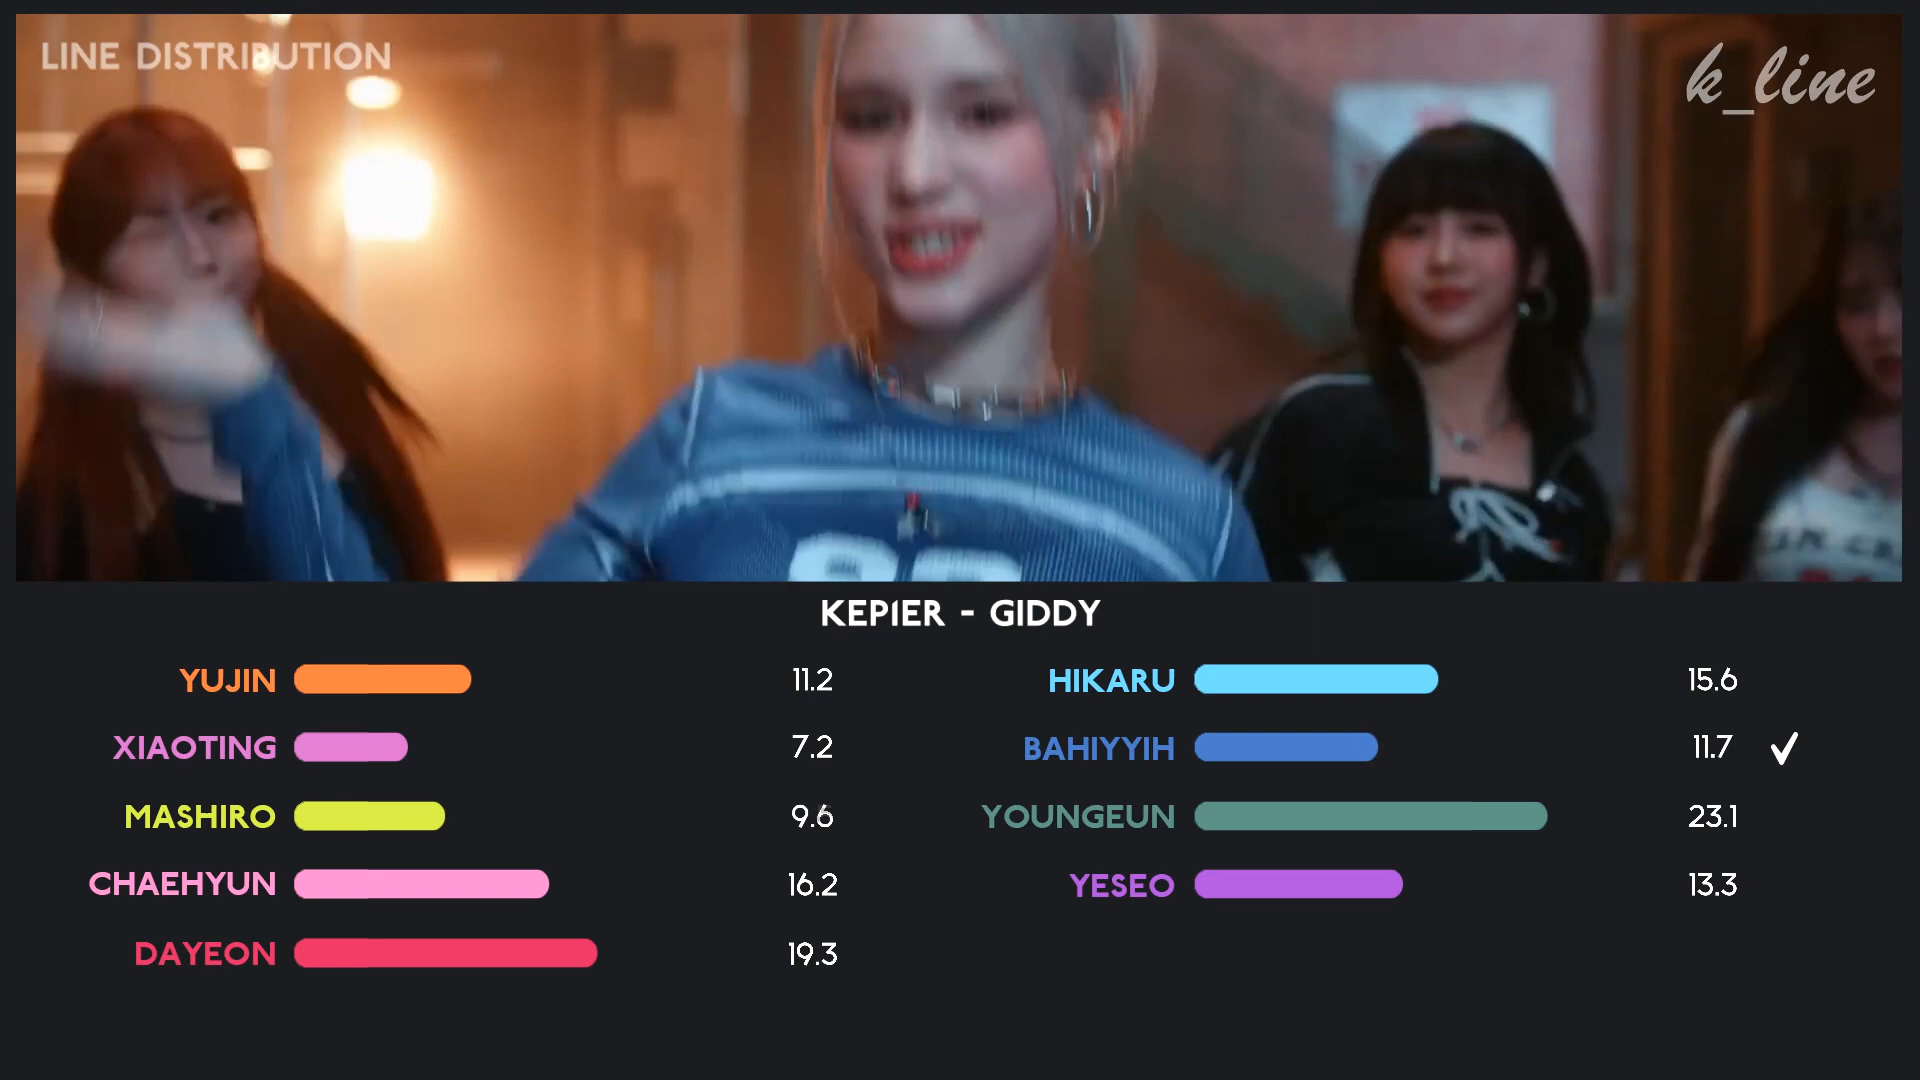 LINE DISTRIBUTION
k_line
KEP1ER - GIDDY
YUJIN 11.2
XIAOTING 7.2
MASHIRO 9.6
CHAEHYUN 16.2
DAYEON 19.3
HIKARU 15.6
BAHIYYIH 11.7 ✓
YOUNGEUN 23.1
YESEO 13.3